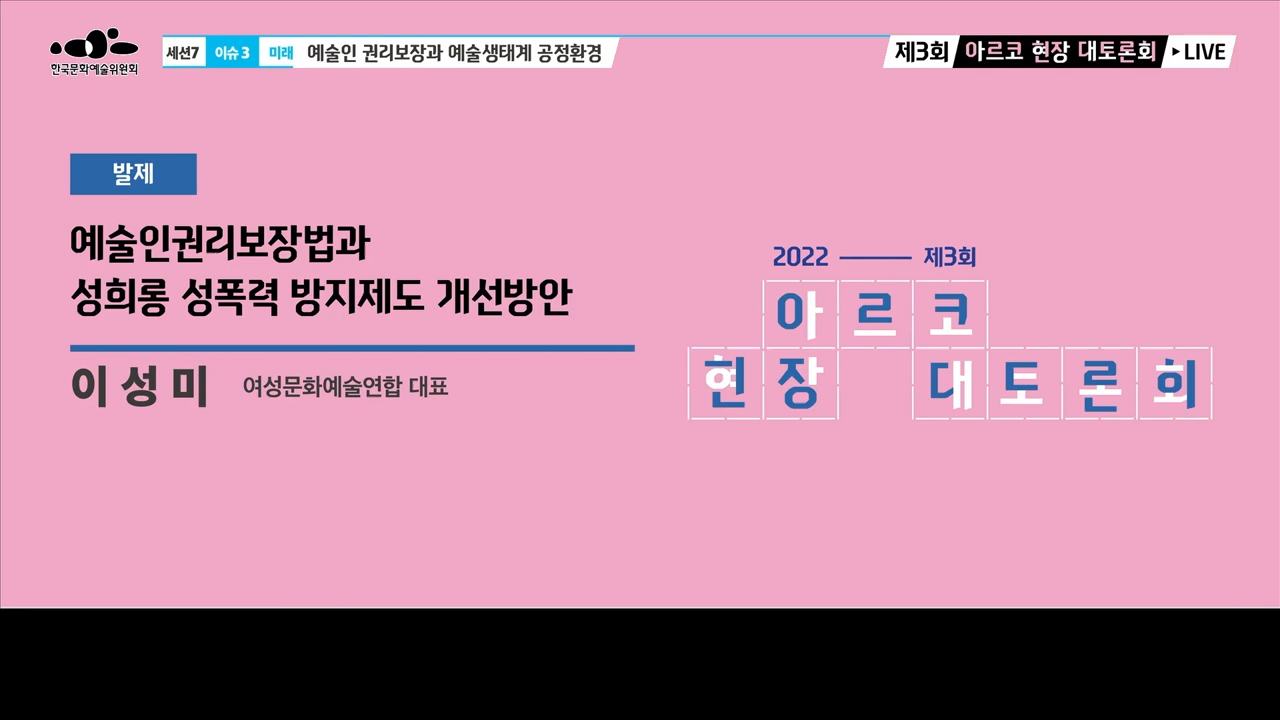 한국문화예술위원회
세션7 이슈 3 미래 예술인 권리보장과 예술생태계 공정환경
제3회 아르코 현장 대토론회 LIVE
발제
예술인권리보장법과
성희롱 성폭력 방지제도 개선방안
이성미 여성문화예술연합 대표
2022 제3회
아르코
현장 대토론회